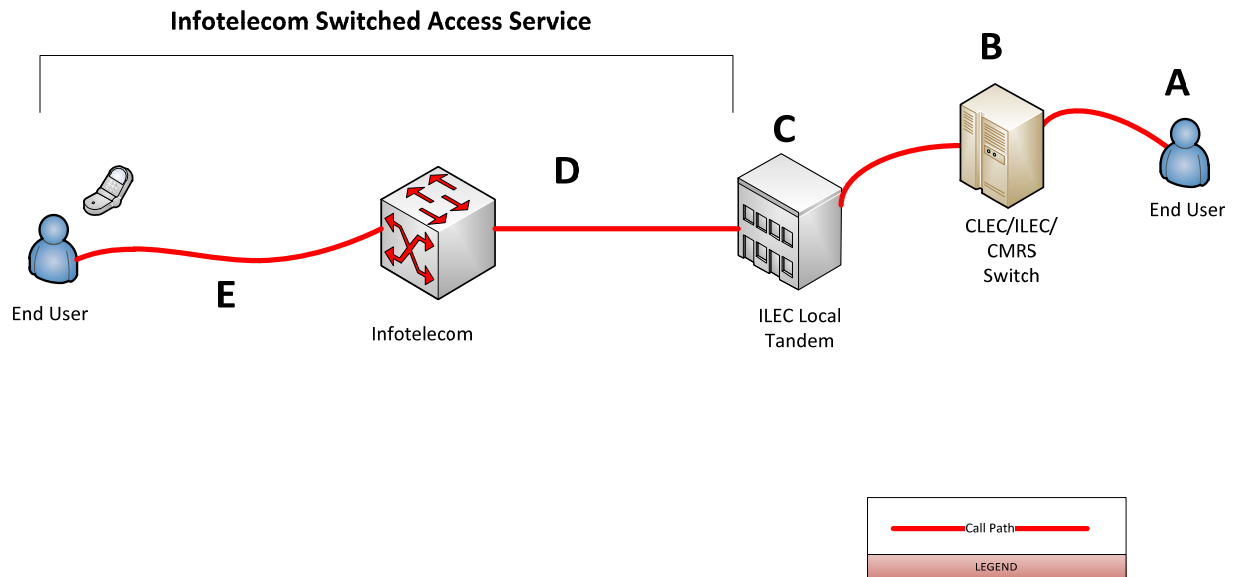 Infotelecom Switched Access Service
B
A
C
D
End User
CLEC/ILEC/
CMRS
Switch
E
End User
Infotelecom
ILEC Local
Tandem
Call Path
LEGEND